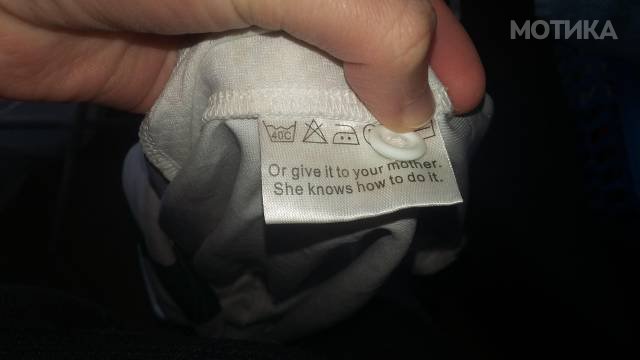 МОТИКА
40C
Or give it to your mother.
She knows how to do it.